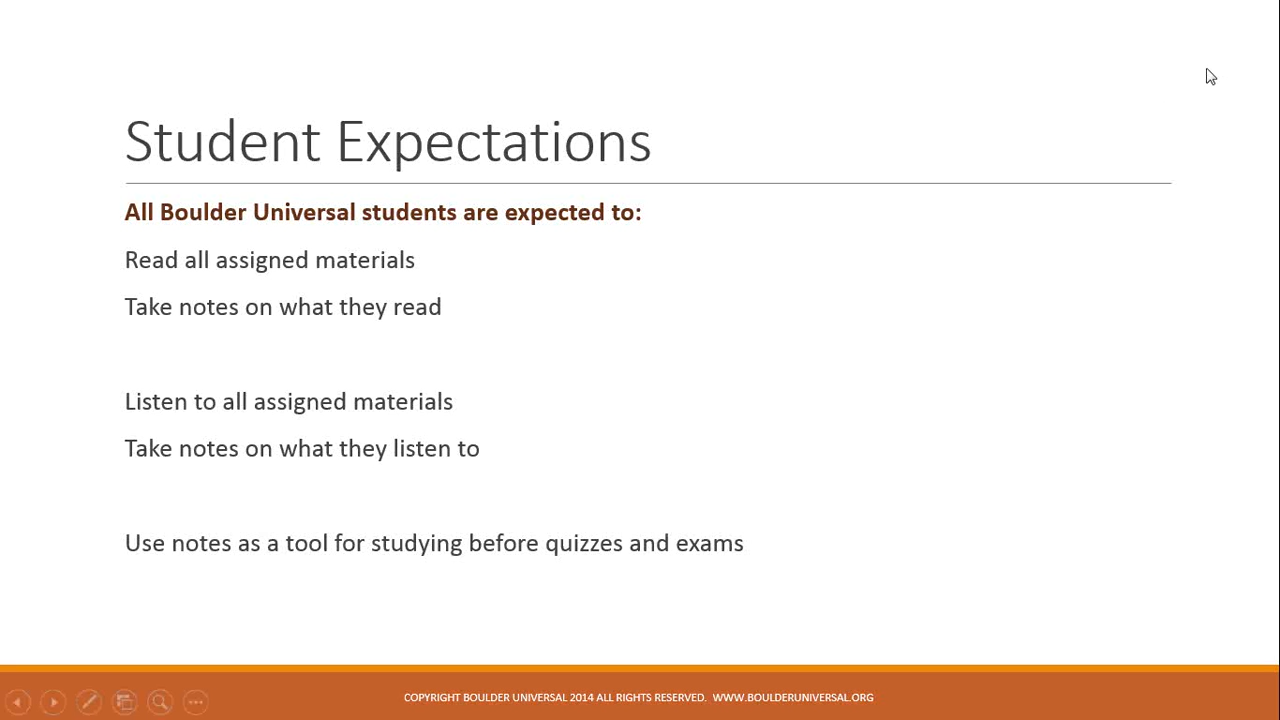 Student Expectations
All Boulder Universal students are expected to:
Read all assigned materials
Take notes on what they read
Listen to all assigned materials
Take notes on what they listen to
Use notes as a tool for studying before quizzes and exams
COPYRIGHT BOULDER UNIVERSAL 2014 ALL RIGHTS RESERVED.  WWW.BOULDERUNIVERSAL.ORG